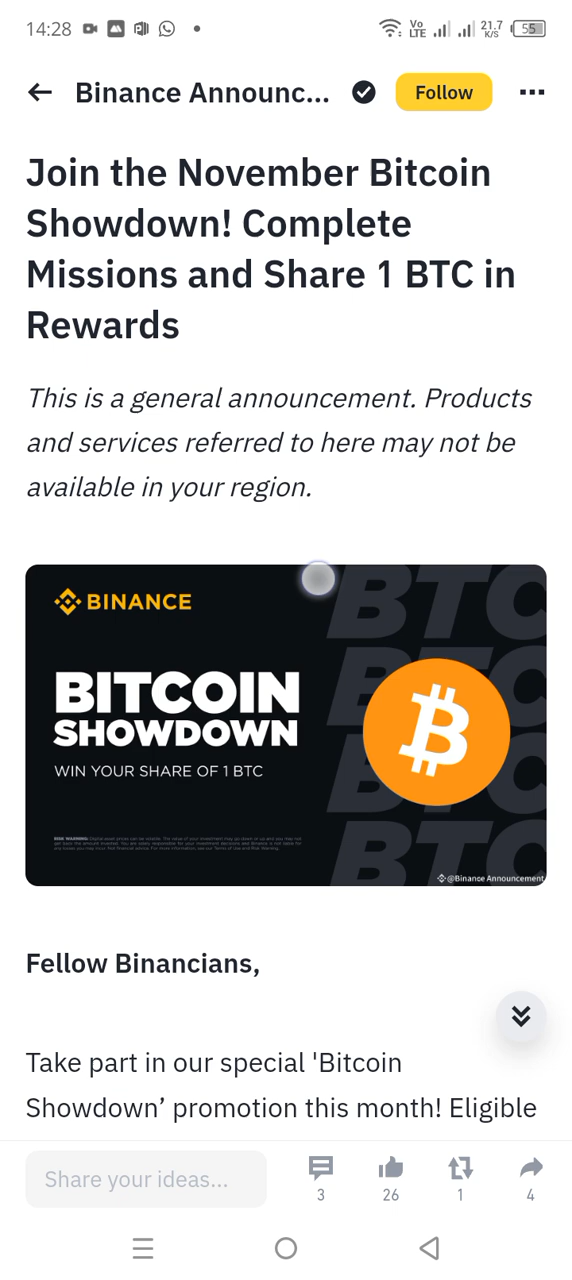 14:28
Vo
LTE
21.7
K/S
55
Binance Announc...
Follow
Join the November Bitcoin
Showdown! Complete
Missions and Share 1 BTC in
Rewards
This is a general announcement. Products
and services referred to here may not be
available in your region.
BINANCE
BTC
BTC
BTC
BTC
BITCOIN
SHOWDOWN
WIN YOUR SHARE OF 1 BTC
@Binance Announcement
Fellow Binancians,
Take part in our special 'Bitcoin
Showdown’ promotion this month! Eligible
Share your ideas...
3
26
1
4